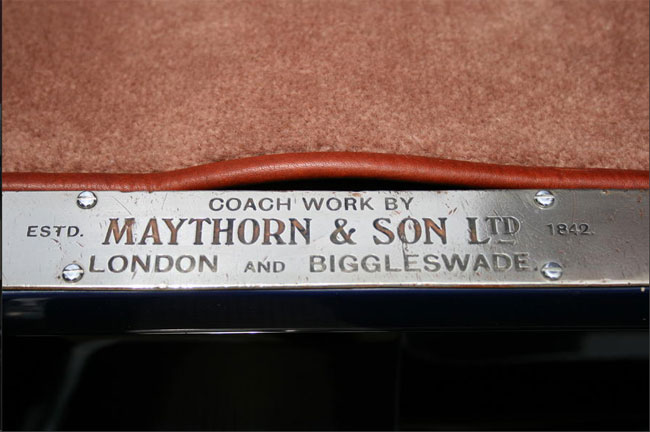 COACH WORK BY
ESTD. MAYTHORN & SON LTD 1842.
LONDON AND BIGGLESWADE.